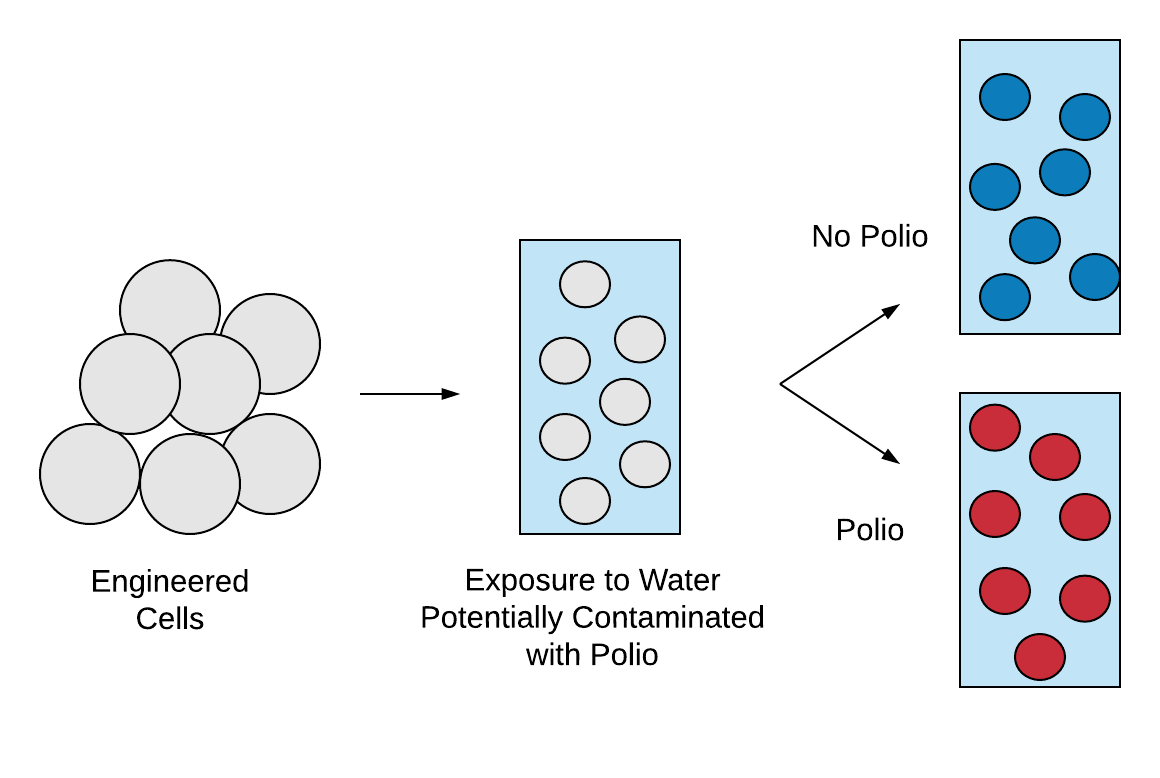 No Polio
Polio
Engineered
Cells
Exposure to Water
Potentially Contaminated
with Polio